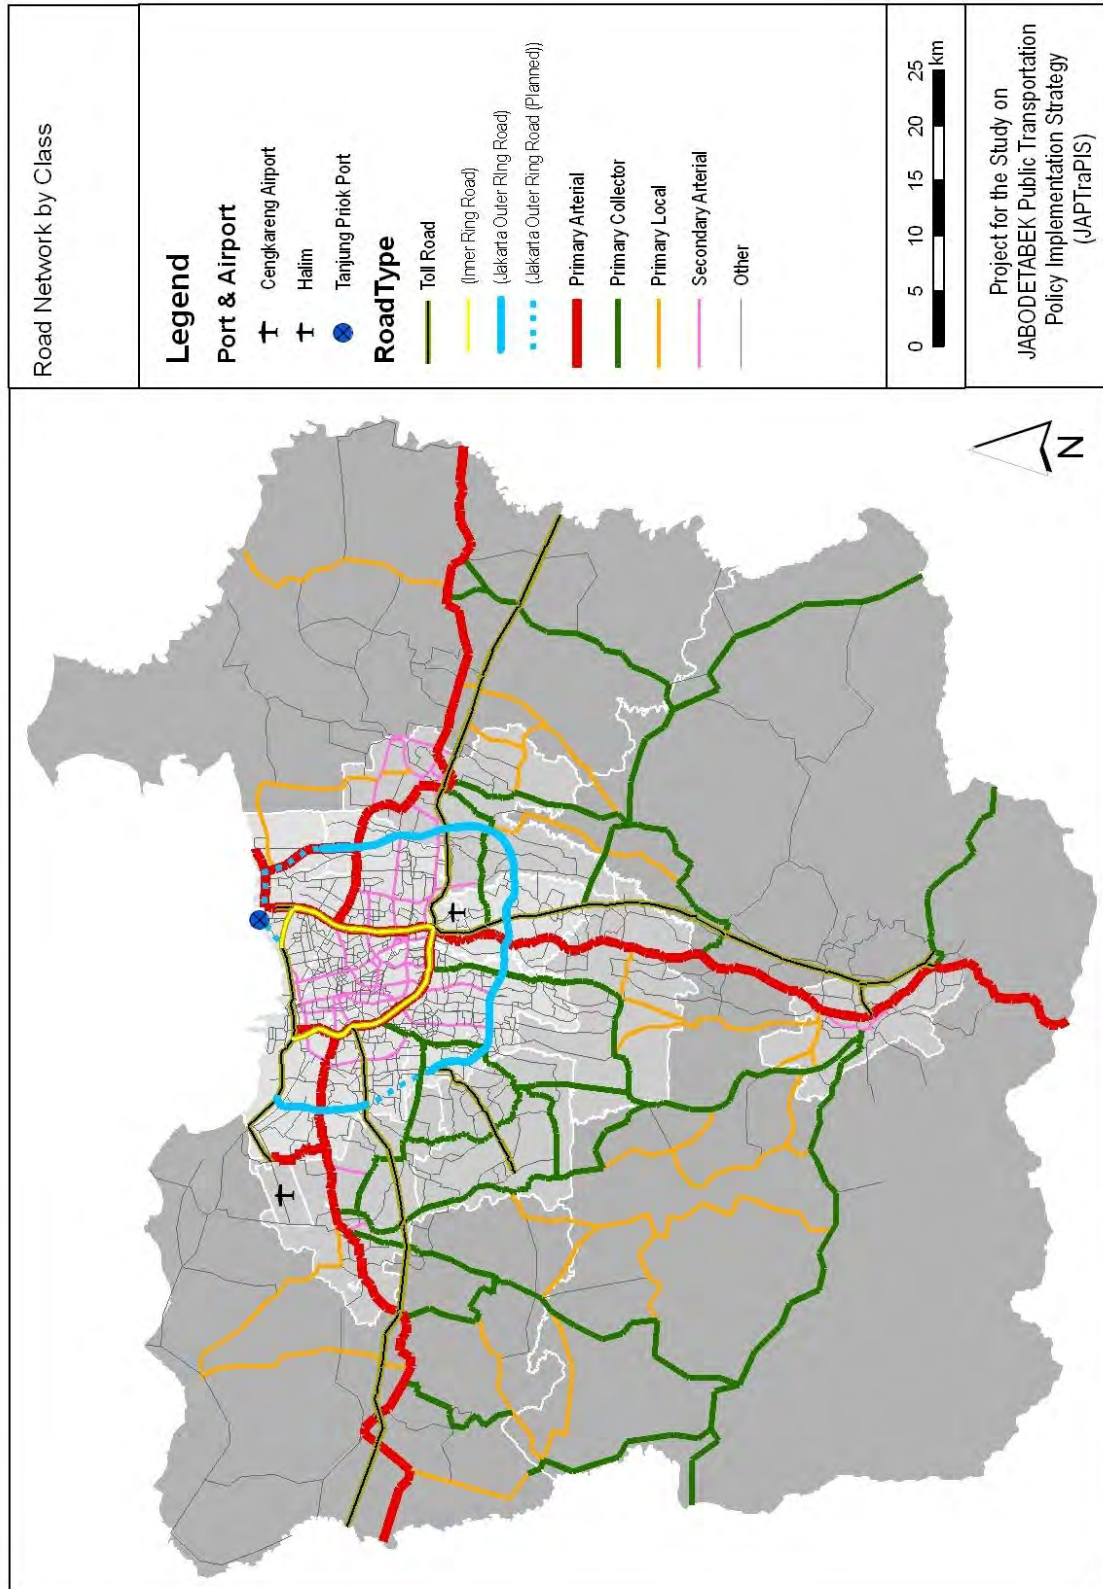 Road Network by Class
Legend
Port & Airport
Cengkareng Airport
Halim
Tanjung Priok Port
RoadType
Toll Road
(Inner Ring Road)
(Jakarta Outer RIng Road)
(Jakarta Outer Ring Road (Planned))
Primary Arterial
Primary Collector
Primary Local
Secondary Arterial
Other
0 5 10 15 20 25
km
Project for the Study on
JABODETABEK Public Transportation
Policy Implementation Strategy
(JAPTraPIS)
N